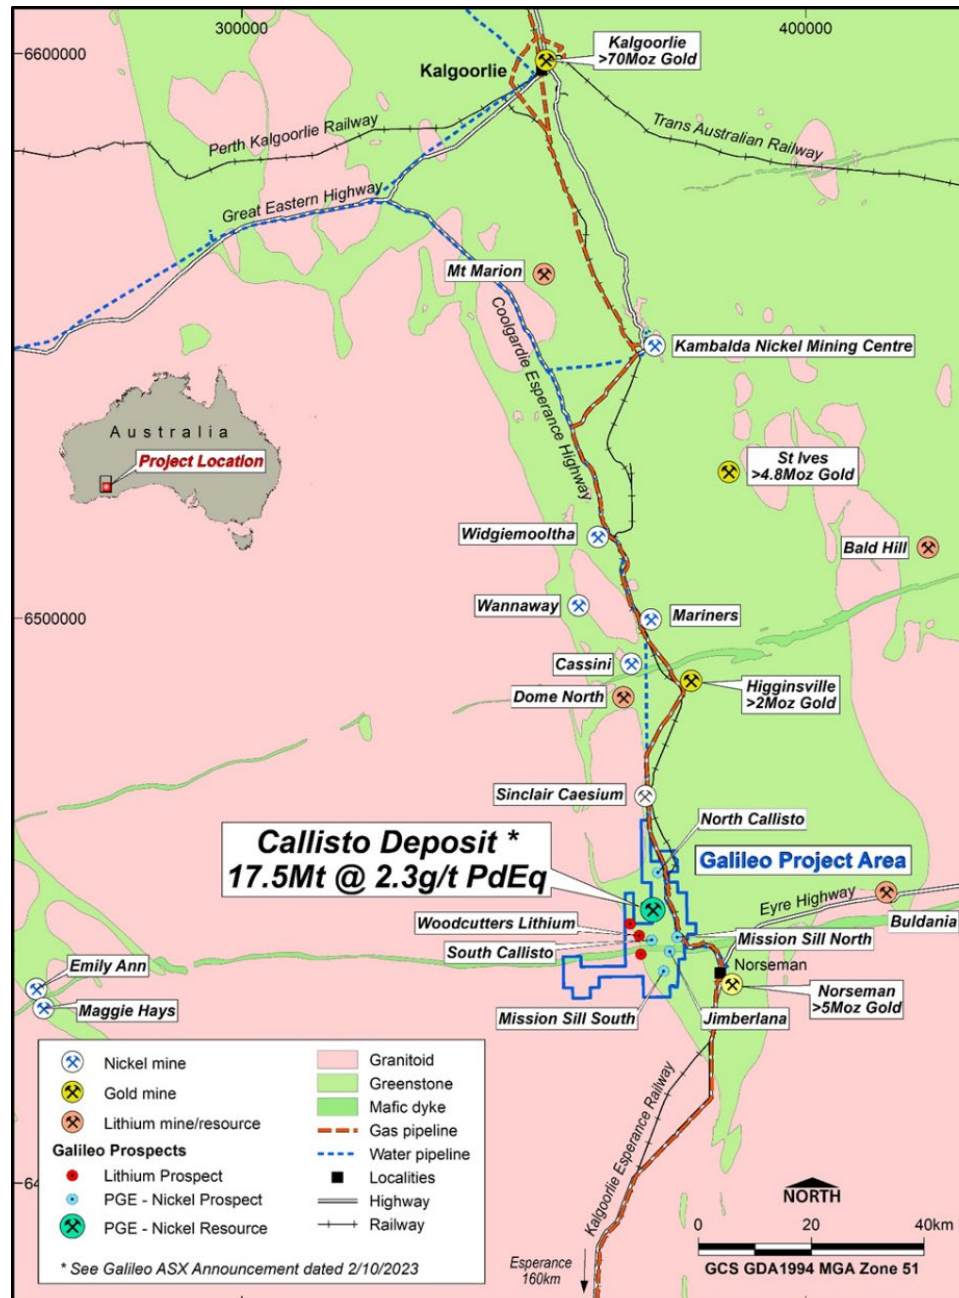 300000
400000
6600000
Kalgoorlie
>70Moz Gold
Kalgoorlie
Perth Kalgoorlie Railway
Trans Australian Railway
Great Eastern Highway
Mt Marion
Coolgardie Esperance Highway
Kambalda Nickel Mining Centre
Australia
Project Location
St Ives
>4.8Moz Gold
Widgiemooltha
Bald Hill
6500000
Wannaway
Mariners
Cassini
Dome North
Higginsville
>2Moz Gold
Sinclair Caesium
North Callisto
Callisto Deposit *
17.5Mt @ 2.3g/t PdEq
Galileo Project Area
Eyre Highway
Buldania
Woodcutters Lithium
South Callisto
Mission Sill North
Norseman
Emily Ann
Maggie Hays
Norseman
>5Moz Gold
Mission Sill South
Jimberlana
Nickel mine
Gold mine
Lithium mine/resource
Galileo Prospects
Lithium Prospect
PGE - Nickel Prospect
PGE - Nickel Resource
Granitoid
Greenstone
Mafic dyke
Gas pipeline
Water pipeline
Localities
Highway
Railway
* See Galileo ASX Announcement dated 2/10/2023
64
Kalgoorlie Esperance Railway
Esperance
160km
NORTH
0 20 40km
GCS GDA1994 MGA Zone 51